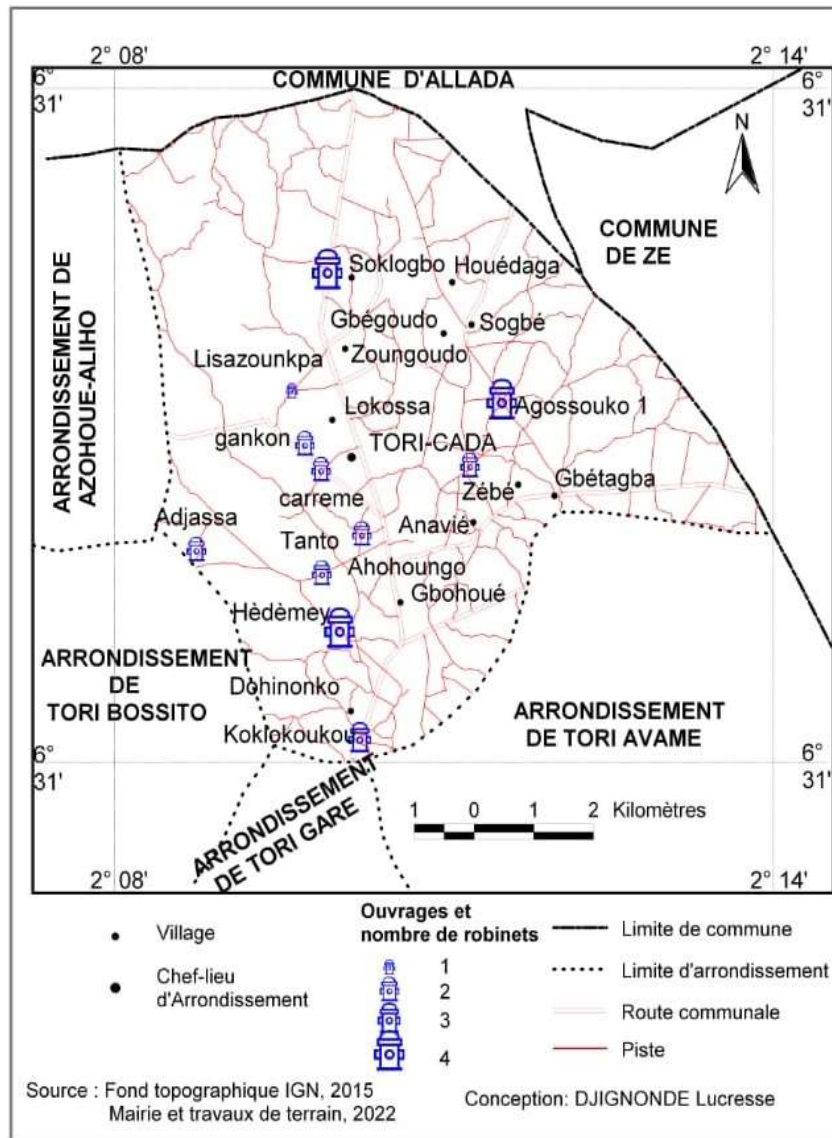 2° 08'
2° 14'
6°
31'
COMMUNE D'ALLADA
6°
31'
N
COMMUNE
DE ZE
ARRONDISSEMENT DE
AZOHOUE-ALIHO
Soklogbo
Houédaga
Gbégoudo
Sogbé
Zoungoudo
Lisazounkpa
Agossouko 1
Lokossa
gankon
TORI-CADA
carreme
Zébé
Gbétagba
Adjassa
Anavié
Tanto
Ahohoungo
Gbohoué
Hèdèmey
ARRONDISSEMENT
DE
TORI BOSSITO
Dohinonko
ARRONDISSEMENT
DE TORI AVAME
Koklokoukou
6°
31'
6°
31'
ARRONDISSEMENT
DE TORI GARE
1 0 1 2 Kilomètres
2° 08'
2° 14'
Village
Chef-lieu
d'Arrondissement
Ouvrages et
nombre de robinets
1
2
3
4
Limite de commune
Limite d'arrondissement
Route communale
Piste
Source : Fond topographique IGN, 2015
Mairie et travaux de terrain, 2022
Conception: DJIGNONDE Lucresse